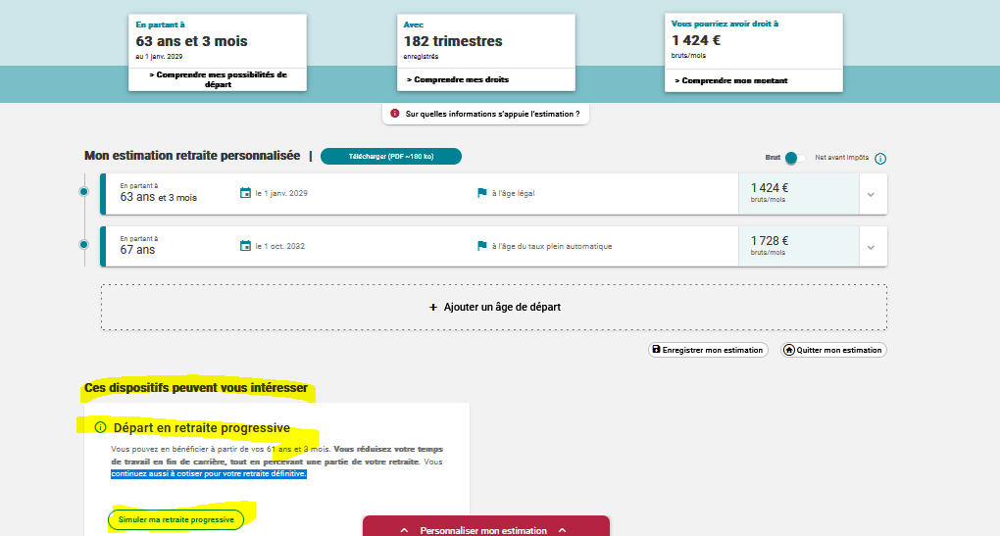 En partant à
63 ans et 3 mois
au 1 janv. 2029
> Comprendre mes possibilités de
départ
Avec
182 trimestres
enregistrés
> Comprendre mes droits
Vous pourriez avoir droit à
1 424 €
bruts/mois
> Comprendre mon montant
Sur quelles informations s'appuie l'estimation ?
Mon estimation retraite personnalisée | Télécharger (PDF ~180 ko)
Brut Net avant impôts
En partant à
63 ans et 3 mois
le 1 janv. 2029
à l'âge légal
1 424 €
bruts/mois
En partant à
67 ans
le 1 oct. 2032
à l'âge du taux plein automatique
1 728 €
bruts/mois
+ Ajouter un âge de départ
Enregistrer mon estimation
Quitter mon estimation
Ces dispositifs peuvent vous intéresser
Départ en retraite progressive
Vous pouvez en bénéficier à partir de vos 61 ans et 3 mois. Vous réduisez votre temps
de travail en fin de carrière, tout en percevant une partie de votre retraite. Vous
continuez aussi à cotiser pour votre retraite définitive.
Simuler ma retraite progressive
Personnaliser mon estimation